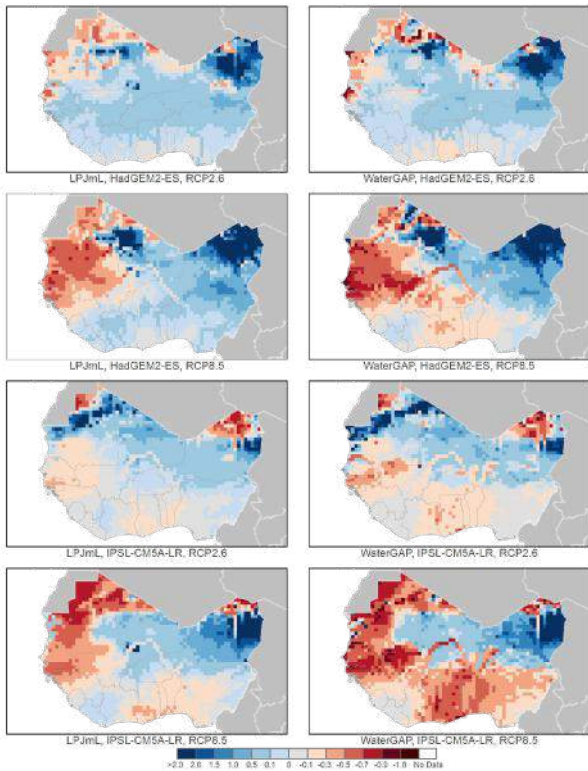 LPJmL, HadGEM2-ES, RCP2.6
WaterGAP, HadGEM2-ES, RCP2.6
LPJmL, HadGEM2-ES, RCP8.5
WaterGAP, HadGEM2-ES, RCP8.5
LPJmL, IPSL-CM5A-LR, RCP2.6
WaterGAP, IPSL-CM5A-LR, RCP2.6
LPJmL, IPSL-CM5A-LR, RCP8.5
WaterGAP, IPSL-CM5A-LR, RCP8.5
>2.0 2.0 1.5 1.0 0.5 0.1 0 -0.1 -0.3 -0.5 -0.7 -0.9 -1.0 No Data